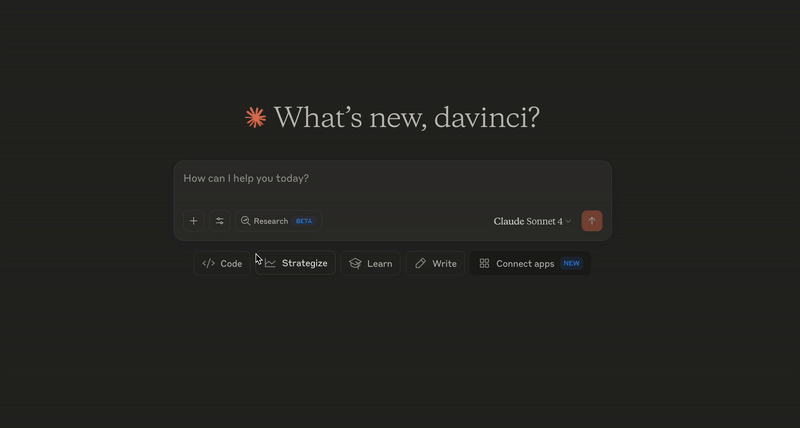 What's new, davinci?
How can I help you today?
Research BETA Claude Sonnet 4
Code Strategize Learn Write Connect apps NEW